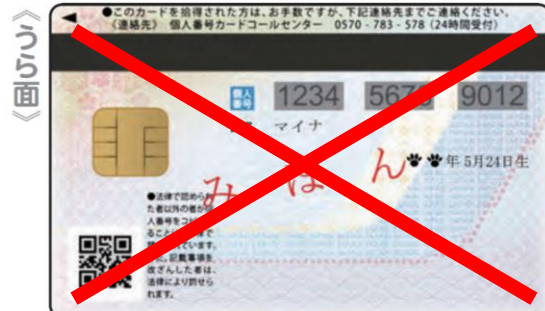 《うら面》
●このカードを拾得された方は、お手数ですが、下記連絡先までご連絡ください。
《連絡先》 個人番号カードコールセンター 0570-783-578 (24時間受付)
個人番号 1234 5678 9012
マイナ
年 5月24日生
みほん
●法律で認められ
た者以外の者が
人番号をコ
ること
ています。
記載事項を
改ざんした者は、
法律により罰せら
れます。